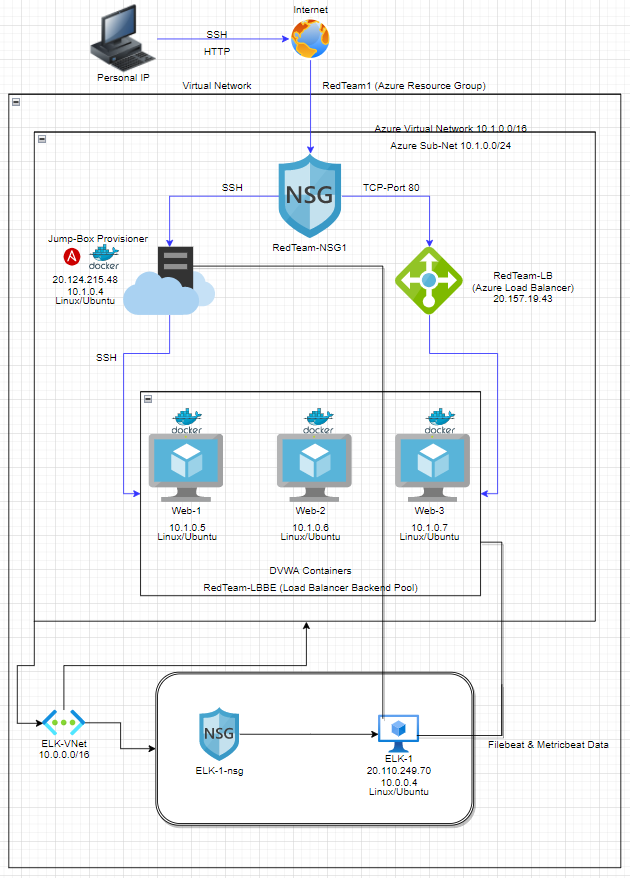 Internet
SSH
HTTP
Personal IP
Virtual Network
RedTeam1 (Azure Resource Group)
Azure Virtual Network 10.1.0.0/16
Azure Sub-Net 10.1.0.0/24
NSG
SSH
TCP-Port 80
RedTeam-NSG1
Jump-Box Provisioner
docker
20.124.215.48
10.1.0.4
Linux/Ubuntu
RedTeam-LB
(Azure Load Balancer)
20.157.19.43
SSH
docker
docker
docker
Web-1
Web-2
Web-3
10.1.0.5
Linux/Ubuntu
10.1.0.6
Linux/Ubuntu
10.1.0.7
Linux/Ubuntu
DVWA Containers
RedTeam-LBBE (Load Balancer Backend Pool)
ELK-VNet
10.0.0.0/16
NSG
ELK-1-nsg
ELK-1
20.110.249.70
10.0.0.4
Linux/Ubuntu
Filebeat & Metricbeat Data